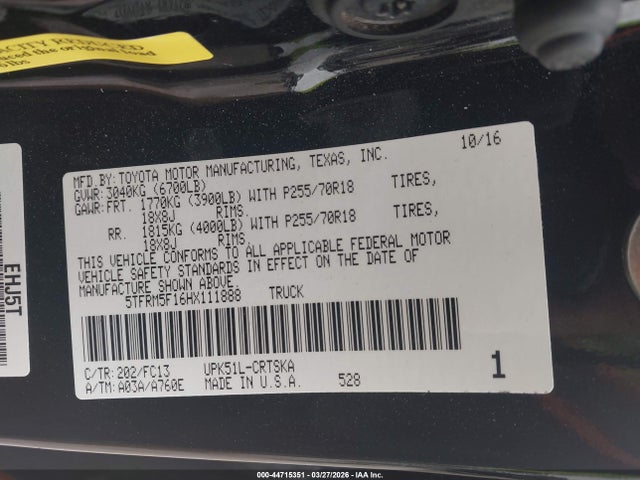 ACITY REDUCED
lbs
EHJ5T
MFD.BY:TOYOTA MOTOR MANUFACTURING, TEXAS, INC. 10/16
GVWR:3040KG (6700LB)
GAWR:FRT. 1770KG (3900LB) WITH P255/70R18 TIRES,
18X8J RIMS.
RR. 1815KG (4000LB) WITH P255/70R18 TIRES,
18X8J RIMS.
THIS VEHICLE CONFORMS TO ALL APPLICABLE FEDERAL MOTOR
VEHICLE SAFETY STANDARDS IN EFFECT ON THE DATE OF
MANUFACTURE SHOWN ABOVE.
5TFRM5F16HX111888 TRUCK
C/TR:202/FC13 UPK51L-CRTSKA 1
A/TM:A03A/A760E MADE IN U.S.A. 528
000-44715351 | 03/27/2026 - IAA Inc.